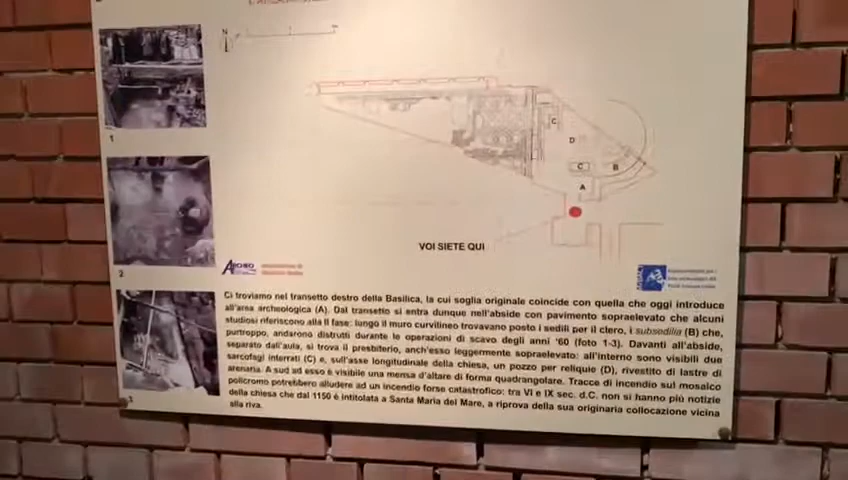 N
C
D
C
B
A
1
VOI SIETE QUI
2
3
Ci troviamo nel transetto destro della Basilica, la cui soglia originale coincide con quella che oggi introduce
all'area archeologica (A). Dal transetto si entra dunque nell'abside con pavimento sopraelevato che alcuni
studiosi riferiscono alla II fase: lungo il muro curvilineo trovavano posto i sedili per il clero, i subsedilia (B) che,
purtroppo, andarono distrutti durante le operazioni di scavo degli anni '60 (foto 1-3). Davanti all'abside,
separato dall'aula, si trova il presbiterio, anch'esso leggermente sopraelevato: all'interno sono visibili due
sarcofagi interrati (C) e, sull'asse longitudinale della chiesa, un pozzo per reliquie (D), rivestito di lastre di
arenaria. A sud ad esso è visibile una mensa d'altare di forma quadrangolare. Tracce di incendio sul mosaico
policromo potrebbero alludere ad un incendio forse catastrofico: tra VI e IX sec. d.C. non si hanno più notizie
della chiesa che dal 1150 è intitolata a Santa Maria del Mare, a riprova della sua originaria collocazione vicina
alla riva.